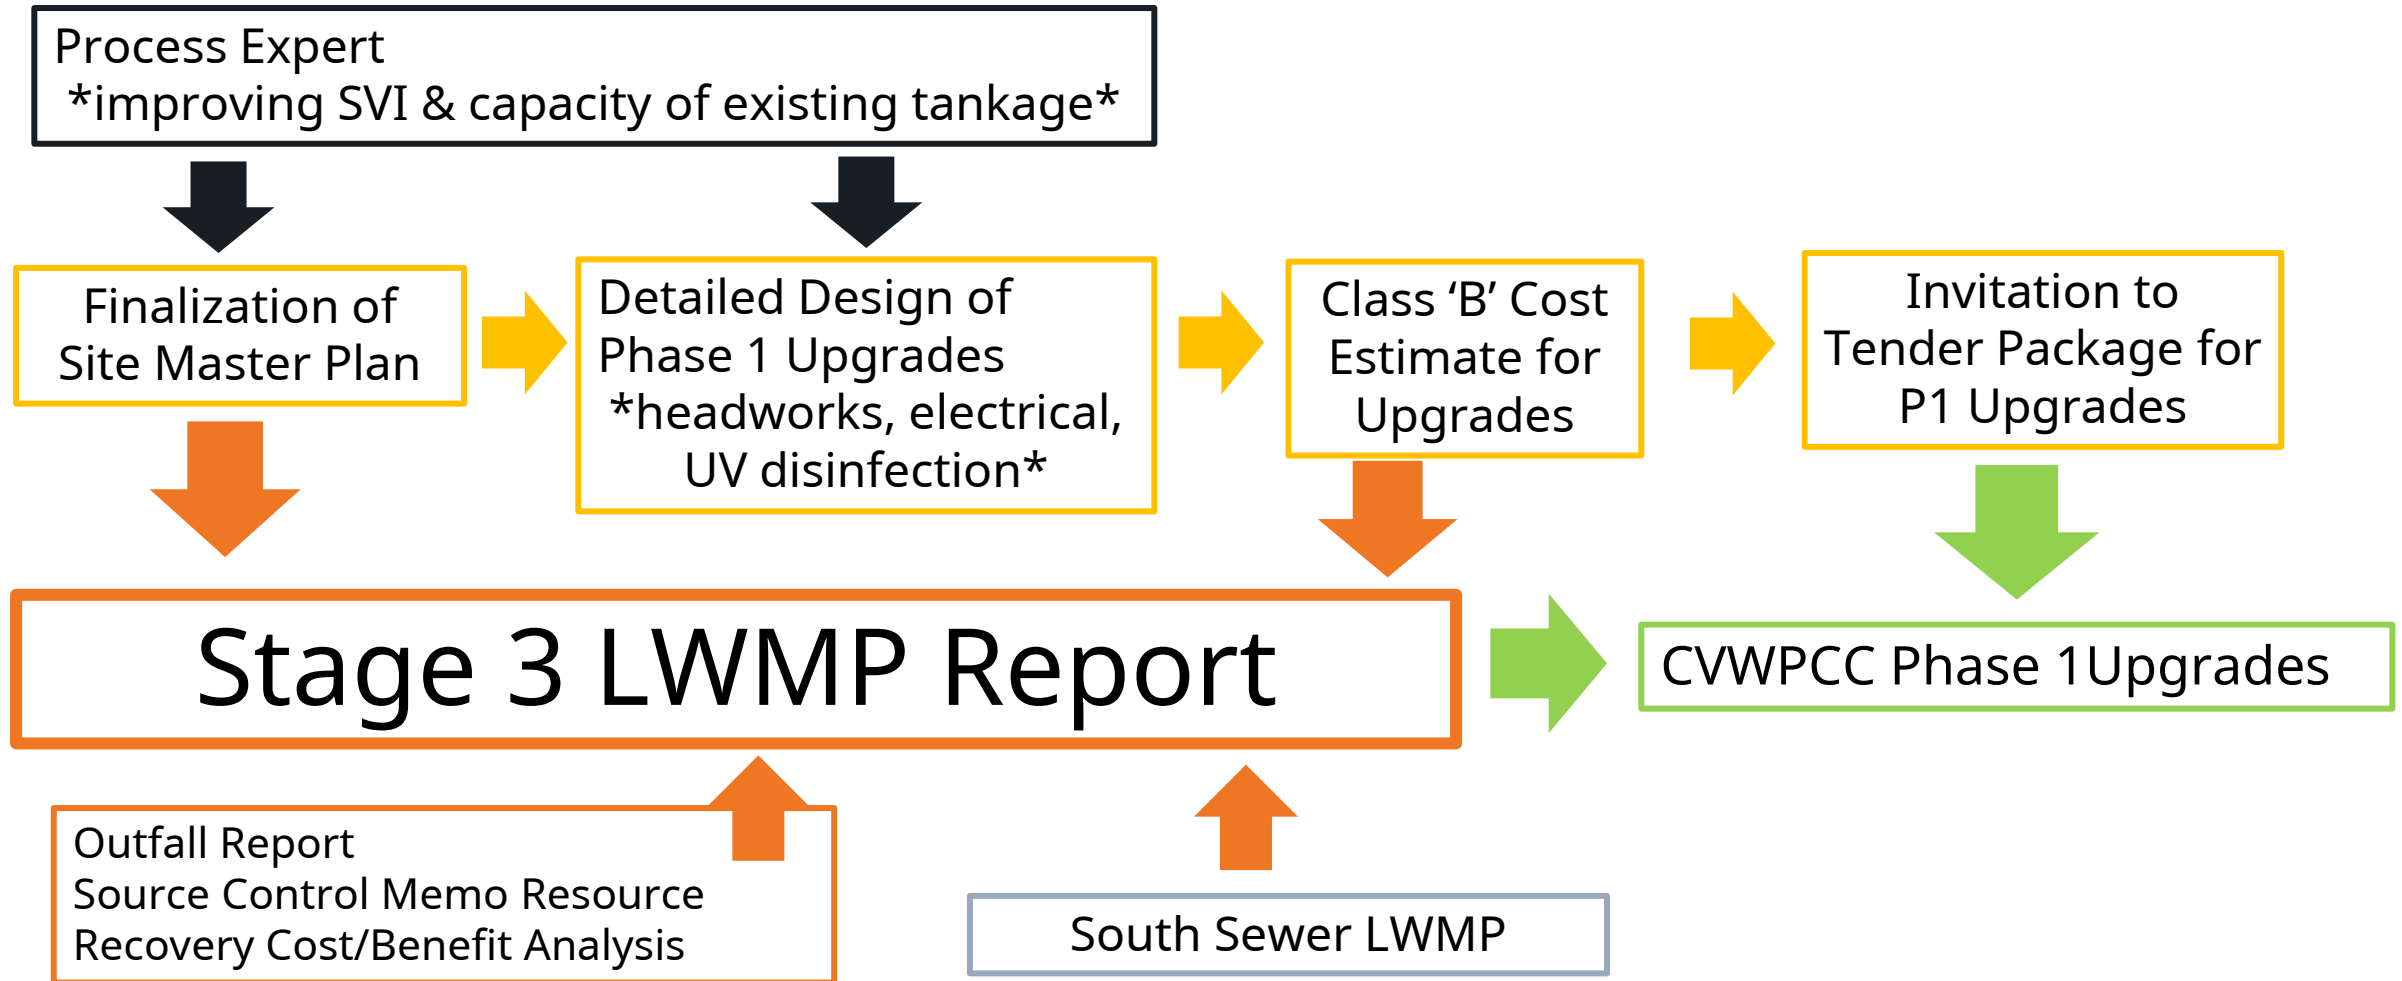 Process Expert
*improving SVI & capacity of existing tankage*
Finalization of
Site Master Plan
Detailed Design of
Phase 1 Upgrades
*headworks, electrical,
UV disinfection*
Class ‘B’ Cost
Estimate for
Upgrades
Invitation to
Tender Package for
P1 Upgrades
Stage 3 LWMP Report
CVWPCC Phase 1Upgrades
Outfall Report
Source Control Memo Resource
Recovery Cost/Benefit Analysis
South Sewer LWMP